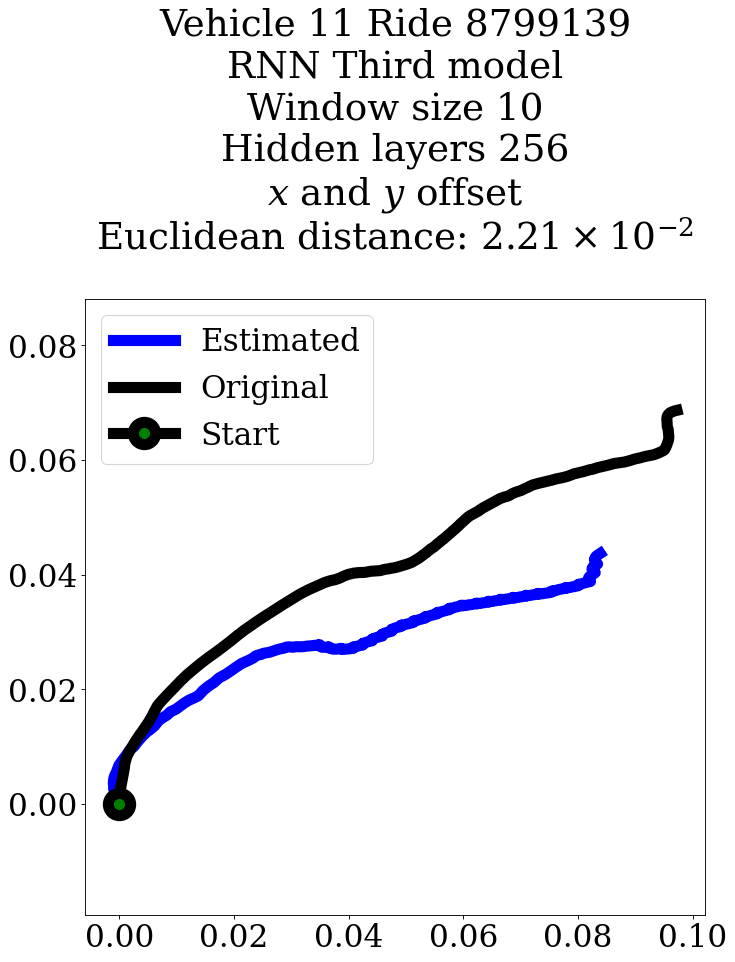 Vehicle 11 Ride 8799139
RNN Third model
Window size 10
Hidden layers 256
x and y offset
Euclidean distance: 2.21 × 10⁻²
Estimated
Original
Start
0.08
0.06
0.04
0.02
0.00
0.00 0.02 0.04 0.06 0.08 0.10